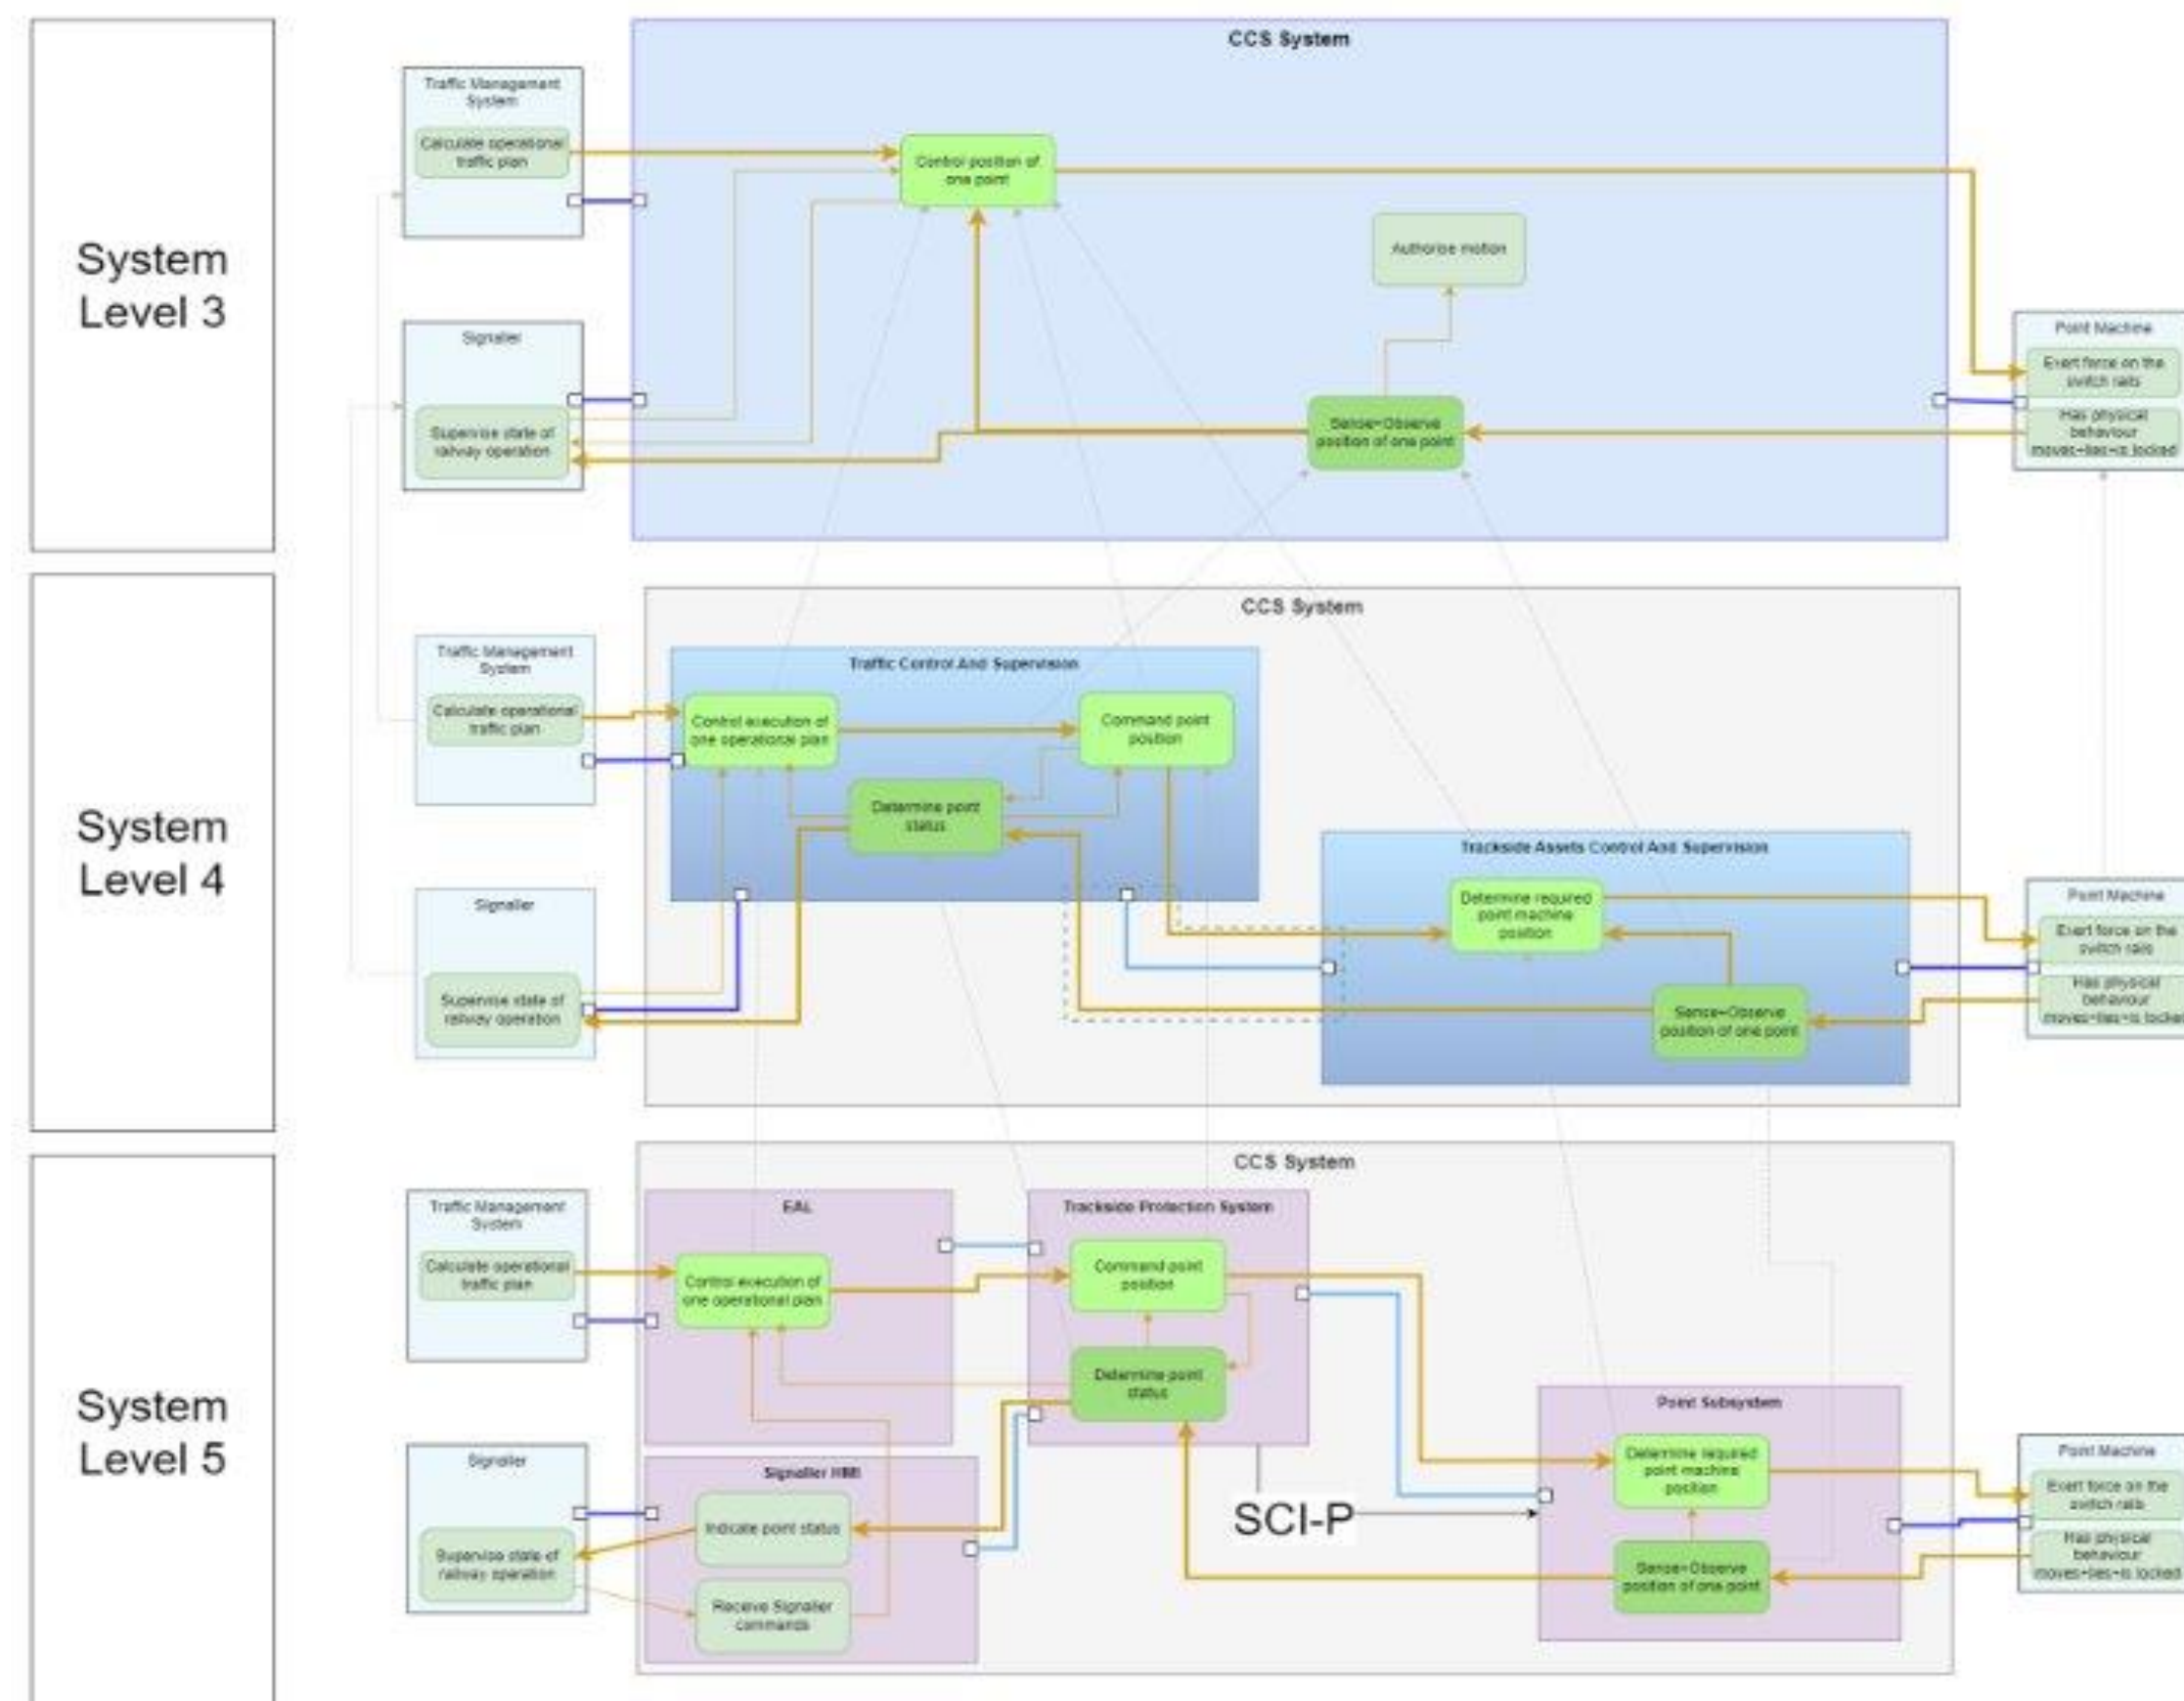 System
Level 3
CCS System
Traffic Management
System
Calculate operational
traffic plan
Control position of
one point
Authorise motion
Signaller
Supervise state of
railway operation
Sense+Observe
position of one point
Point Machine
Exert force on the
switch rails
Has physical
behaviour
moves+lies+is locked
System
Level 4
CCS System
Traffic Management
System
Calculate operational
traffic plan
Traffic Control And Supervision
Control execution of
one operational plan
Command point
position
Determine point
status
Signaller
Supervise state of
railway operation
Trackside Assets Control And Supervision
Determine required
point machine
position
Sense+Observe
position of one point
Point Machine
Exert force on the
switch rails
Has physical
behaviour
moves+lies+is locked
System
Level 5
CCS System
Traffic Management
System
Calculate operational
traffic plan
EAL
Control execution of
one operational plan
Trackside Protection System
Command point
position
Determine point
status
Signaller
Supervise state of
railway operation
Signaller HMI
Indicate point status
Receive Signaller
commands
SCI-P
Point Subsystem
Determine required
point machine
position
Sense+Observe
position of one point
Point Machine
Exert force on the
switch rails
Has physical
behaviour
moves+lies+is locked